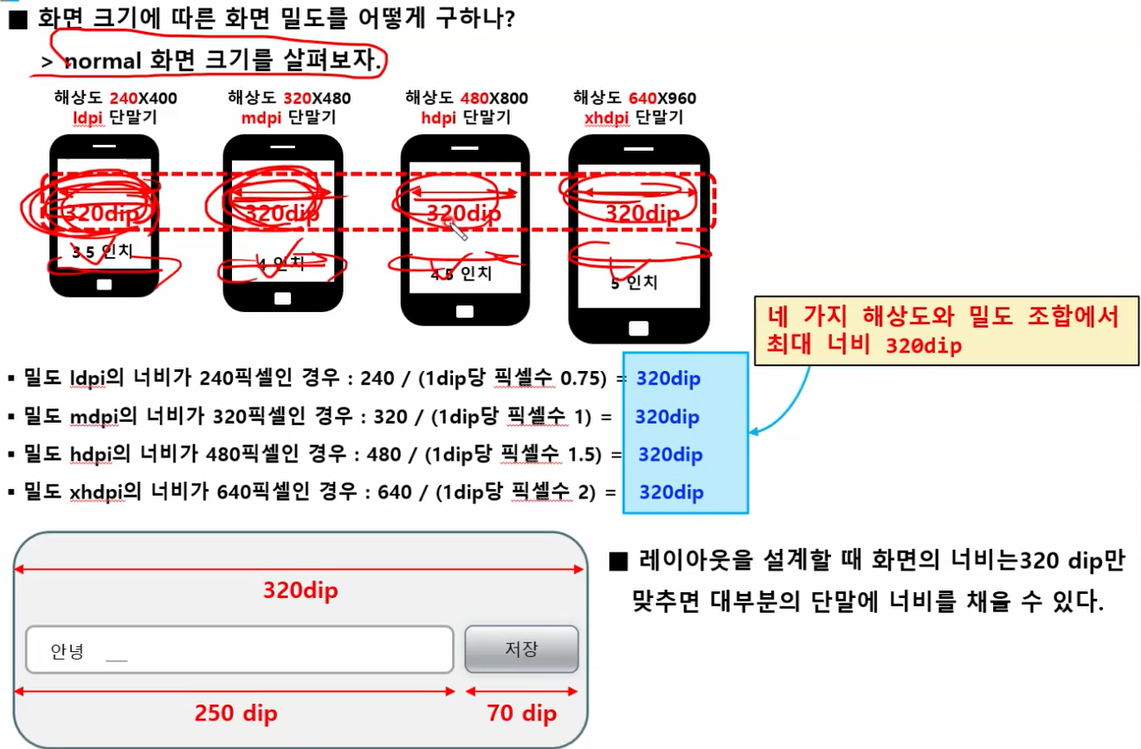 ■ 화면 크기에 따른 화면 밀도를 어떻게 구하나?
> normal 화면 크기를 살펴보자.
해상도 240X400
ldpi 단말기
해상도 320X480
mdpi 단말기
해상도 480X800
hdpi 단말기
해상도 640X960
xhdpi 단말기
320dip
320dip
320dip
320dip
3.5 인치
4 인치
4.5 인치
5 인치
네 가지 해상도와 밀도 조합에서
최대 너비 320dip
▪ 밀도 ldpi의 너비가 240픽셀인 경우 : 240 / (1dip당 픽셀수 0.75) = 320dip
▪ 밀도 mdpi의 너비가 320픽셀인 경우 : 320 / (1dip당 픽셀수 1) = 320dip
▪ 밀도 hdpi의 너비가 480픽셀인 경우 : 480 / (1dip당 픽셀수 1.5) = 320dip
▪ 밀도 xhdpi의 너비가 640픽셀인 경우 : 640 / (1dip당 픽셀수 2) = 320dip
320dip
안녕 __
저장
250 dip
70 dip
■ 레이아웃을 설계할 때 화면의 너비는320 dip만
맞추면 대부분의 단말에 너비를 채울 수 있다.